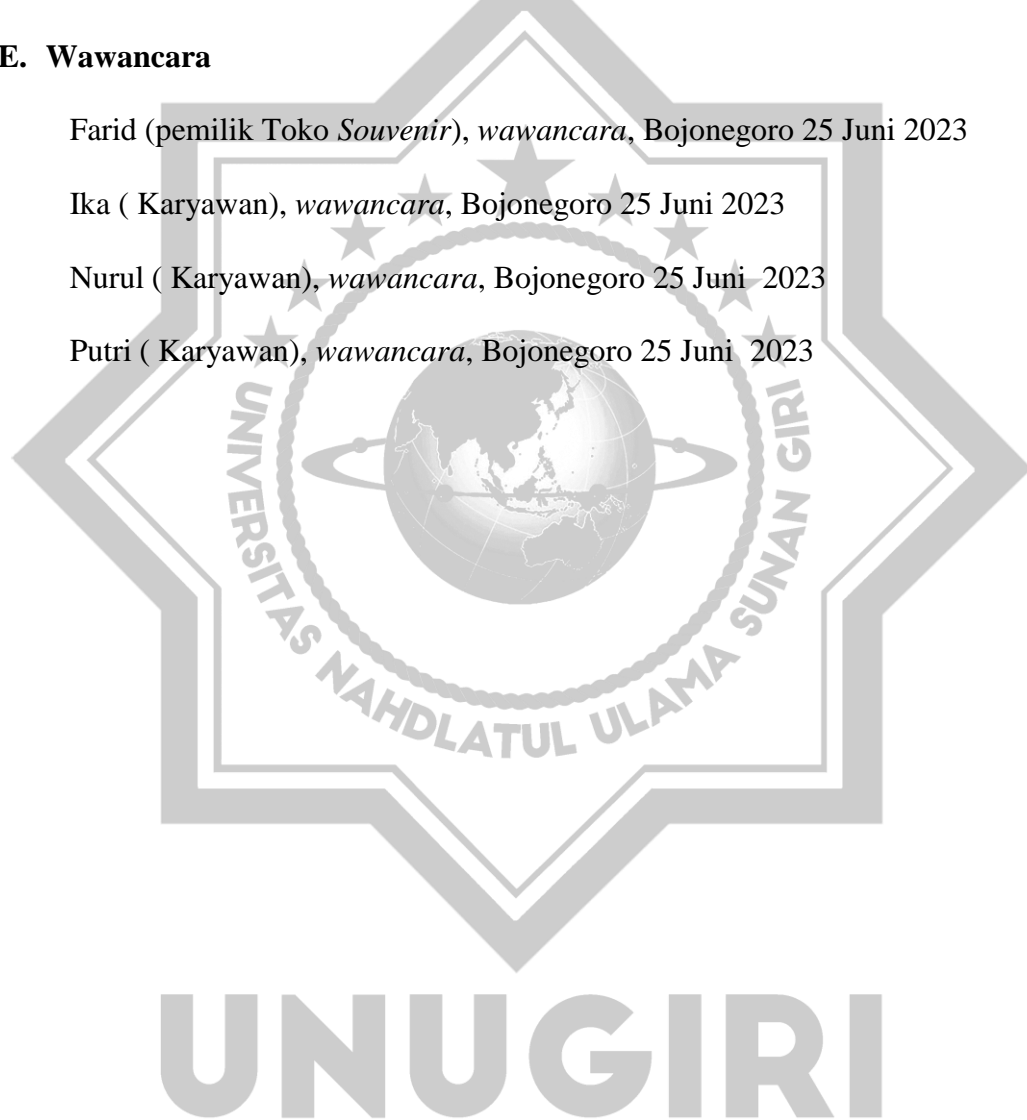 E. Wawancara
Farid (pemilik Toko Souvenir), wawancara, Bojonegoro 25 Juni 2023
Ika ( Karyawan), wawancara, Bojonegoro 25 Juni 2023
Nurul ( Karyawan), wawancara, Bojonegoro 25 Juni  2023
Putri ( Karyawan), wawancara, Bojonegoro 25 Juni  2023
UNIVERSITAS NAHDLATUL ULAMA SUNAN GIRI
UNUGIRI